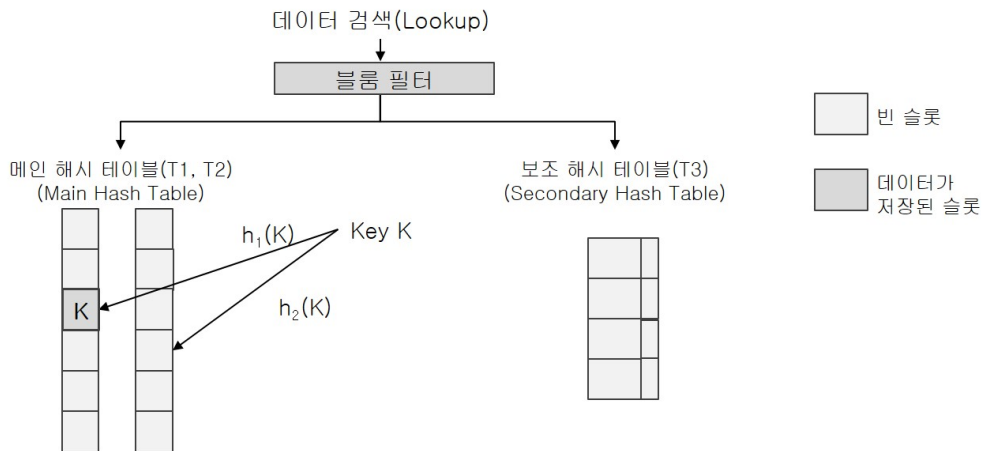 데이터 검색(Lookup)
블룸 필터
빈 슬롯
메인 해시 테이블(T1, T2)
(Main Hash Table)
보조 해시 테이블(T3)
(Secondary Hash Table)
데이터가
저장된 슬롯
h₁(K)
Key K
K
h₂(K)